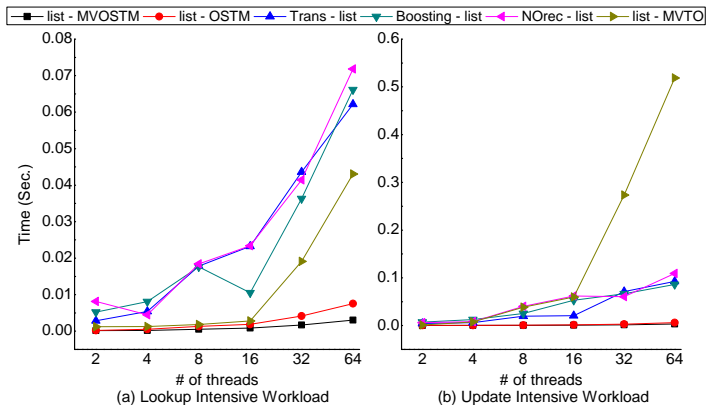 list - MVOSTM list - OSTM Trans - list Boosting - list NOrec - list list - MVTO
0.08
0.07
0.06
0.05
0.04
0.03
0.02
0.01
0.00
Time (Sec.)
2 4 8 16 32 64
# of threads
(a) Lookup Intensive Workload
0.6
0.5
0.4
0.3
0.2
0.1
0.0
2 4 8 16 32 64
# of threads
(b) Update Intensive Workload